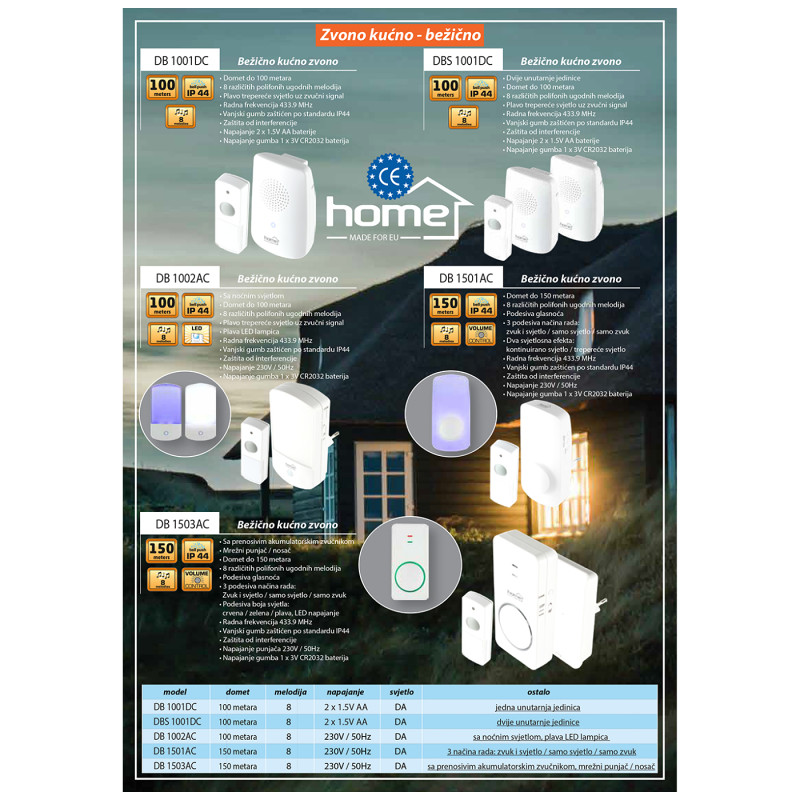 Zvono kućno - bežično
DB 1001DC
Bežično kućno zvono
100 meters
bell push IP 44
8 melodies
• Domet do 100 metara
• 8 različitih polifonih ugodnih melodija
• Plavo trepereće svjetlo uz zvučni signal
• Radna frekvencija 433.9 MHz
• Vanjski gumb zaštićen po standardu IP44
• Zaštita od interferencije
• Napajanje 2 x 1.5V AA baterije
• Napajanje gumba 1 x 3V CR2032 baterija
DBS 1001DC
Bežično kućno zvono
100 meters
bell push IP 44
8 melodies
• Dvije unutarnje jedinice
• Domet do 100 metara
• 8 različitih polifonih ugodnih melodija
• Plavo trepereće svjetlo uz zvučni signal
• Radna frekvencija 433.9 MHz
• Vanjski gumb zaštićen po standardu IP44
• Zaštita od interferencije
• Napajanje 2 x 1.5V AA baterije
• Napajanje gumba 1 x 3V CR2032 baterija
CE
home
MADE FOR EU
DB 1002AC
Bežično kućno zvono
100 meters
bell push IP 44
8 melodies
LED
• Sa noćnim svjetlom
• Domet do 100 metara
• 8 različitih polifonih ugodnih melodija
• Plavo trepereće svjetlo uz zvučni signal
• Plava LED lampica
• Radna frekvencija 433.9 MHz
• Vanjski gumb zaštićen po standardu IP44
• Zaštita od interferencije
• Napajanje 230V / 50Hz
• Napajanje gumba 1 x 3V CR2032 baterija
DB 1501AC
Bežično kućno zvono
150 meters
bell push IP 44
8 melodies
VOLUME CONTROL
• Domet do 150 metara
• 8 različitih polifonih ugodnih melodija
• Podesiva glasnoća
• 3 podesiva načina rada:
zvuk i svjetlo / samo svjetlo / samo zvuk
• Dva svjetlosna efekta:
kontinuirano svjetlo / trepereće svjetlo
• Radna frekvencija 433.9 MHz
• Vanjski gumb zaštićen po standardu IP44
• Zaštita od interferencije
• Napajanje 230V / 50Hz
• Napajanje gumba 1 x 3V CR2032 baterija
DB 1503AC
Bežično kućno zvono
150 meters
bell push IP 44
8 melodies
VOLUME CONTROL
• Sa prenosivim akumulatorskim zvučnikom
• Mrežni punjač / nosač
• Domet do 150 metara
• 8 različitih polifonih ugodnih melodija
• Podesiva glasnoća
• 3 podesiva načina rada:
Zvuk i svjetlo / samo svjetlo / samo zvuk
• Podesiva boja svjetla:
crvena / zelena / plava, LED napajanje
• Radna frekvencija 433.9 MHz
• Vanjski gumb zaštićen po standardu IP44
• Zaštita od interferencije
• Napajanje punjača 230V / 50Hz
• Napajanje gumba 1 x 3V CR2032 baterija
model domet melodija napajanje svjetlo ostalo
DB 1001DC 100 metara 8 2 x 1.5V AA DA jedna unutarnja jedinica
DBS 1001DC 100 metara 8 2 x 1.5V AA DA dvije unutarnje jedinice
DB 1002AC 100 metara 8 230V / 50Hz DA sa noćnim svjetlom, plava LED lampica
DB 1501AC 150 metara 8 230V / 50Hz DA 3 načina rada: zvuk i svjetlo / samo svjetlo / samo zvuk
DB 1503AC 150 metara 8 230V / 50Hz DA sa prenosivim akumulatorskim zvučnikom, mrežni punjač / nosač